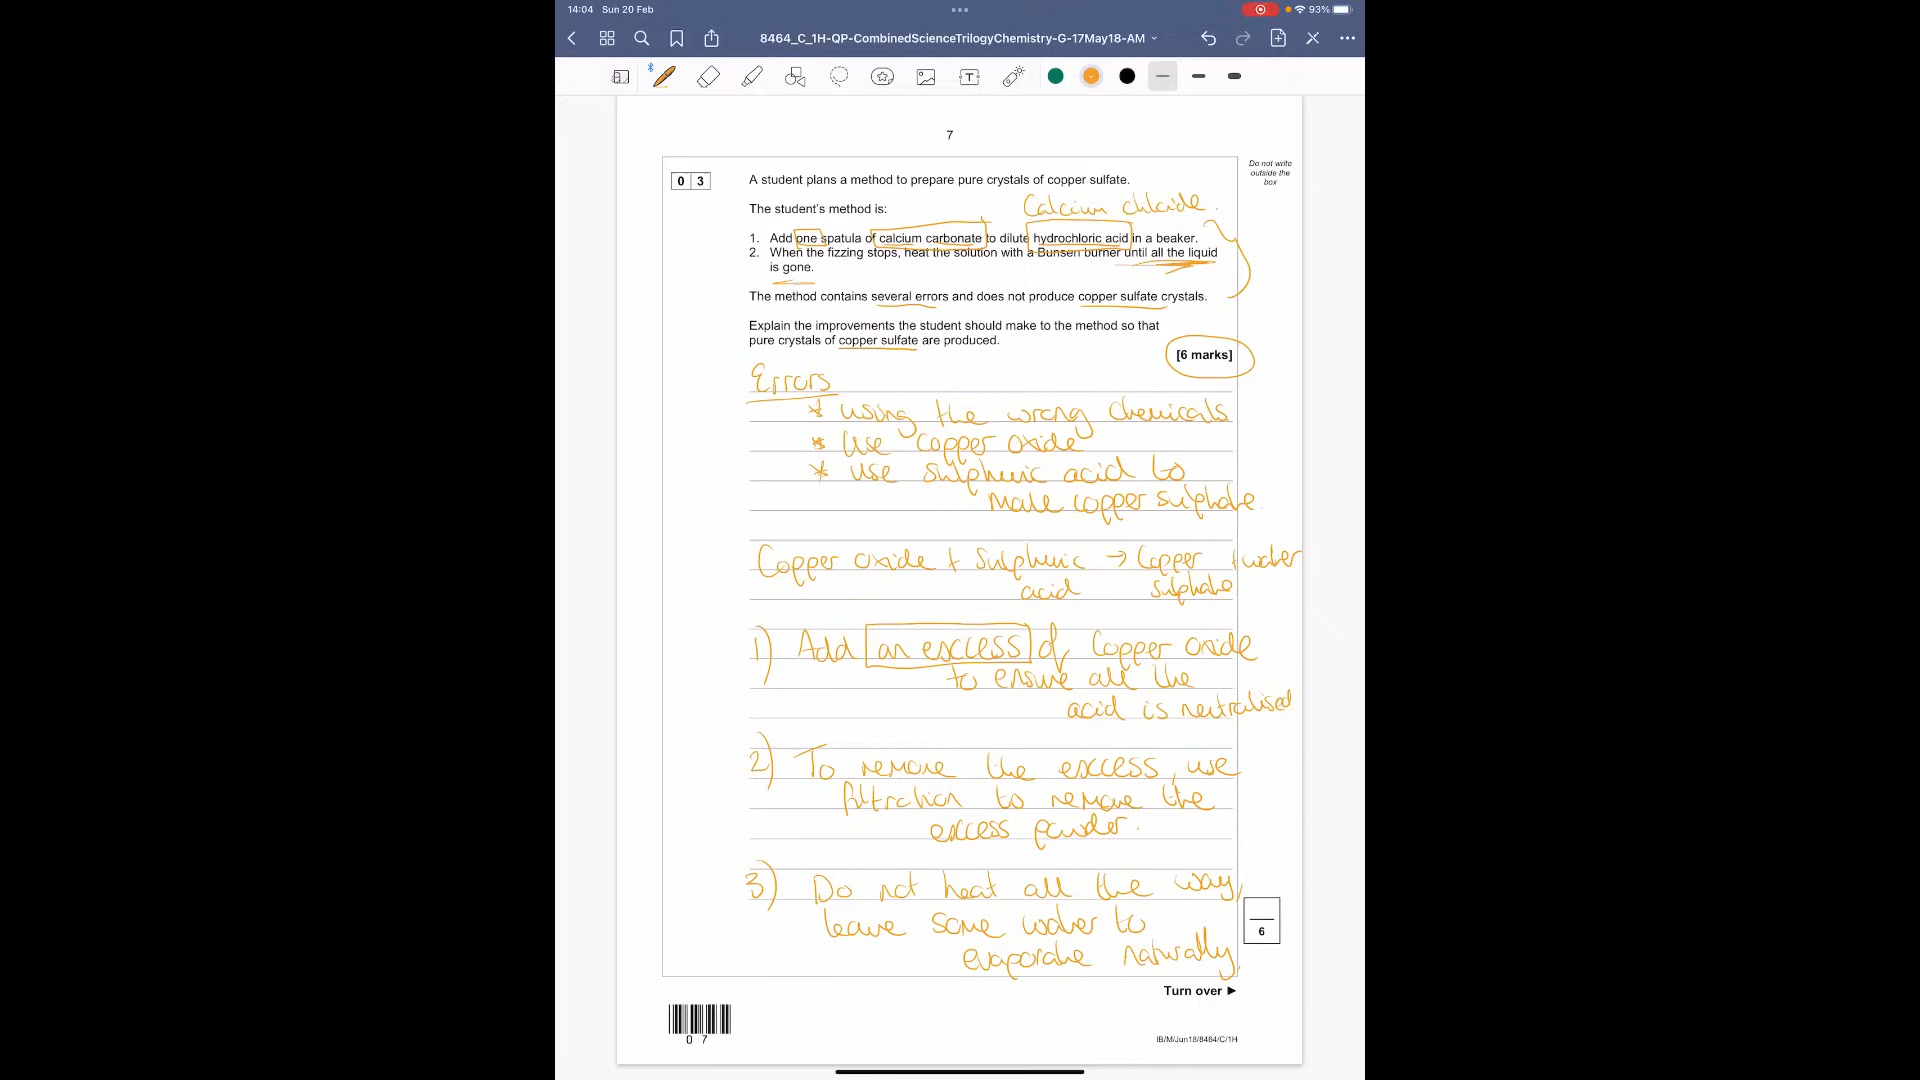 14:04 Sun 20 Feb
93%
8464_C_1H-QP-CombinedScienceTrilogyChemistry-G-17May18-AM
7
Do not write
outside the
box
0 3
A student plans a method to prepare pure crystals of copper sulfate.
The student's method is:
Calcium chloride.
1. Add one spatula of calcium carbonate to dilute hydrochloric acid in a beaker.
2. When the fizzing stops, heat the solution with a Bunsen burner until all the liquid
is gone.
The method contains several errors and does not produce copper sulfate crystals.
Explain the improvements the student should make to the method so that
pure crystals of copper sulfate are produced.
[6 marks]
Errors
* using the wrong chemicals
* Use copper oxide
* use sulphuric acid to
make copper sulphate.
Copper oxide + Sulphuric → Copper + water
acid sulphate
1) Add an excess of Copper oxide
to ensure all the
acid is neutralised
2) To remove the excess, use
filtration to remove the
excess powder.
3) Do not heat all the way,
leave some water to
evaporate naturally.
6
Turn over ►
0 7
IB/M/Jun18/8464/C/1H